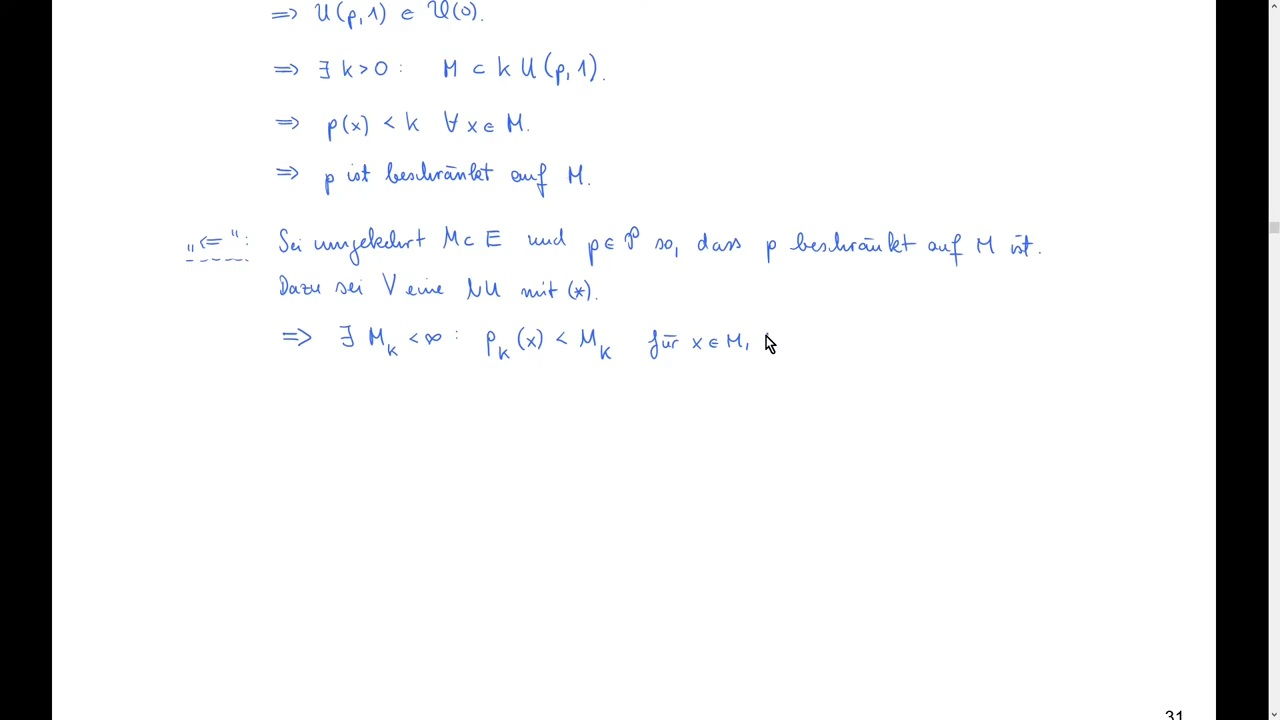 ⇒ U(p,1) ∈ 𝒰(0).
⇒ ∃ k>0 : M ⊂ k U(p,1).
⇒ p(x) < k ∀ x ∈ M.
⇒ p ist beschränkt auf M.
„⇐“: Sei umgekehrt M⊂E und p∈𝒫 so, dass p beschränkt auf M ist.
Dazu sei V eine NU mit (*).
⇒ ∃ M_k < ∞ : p_k(x) < M_k für x ∈ M,
31